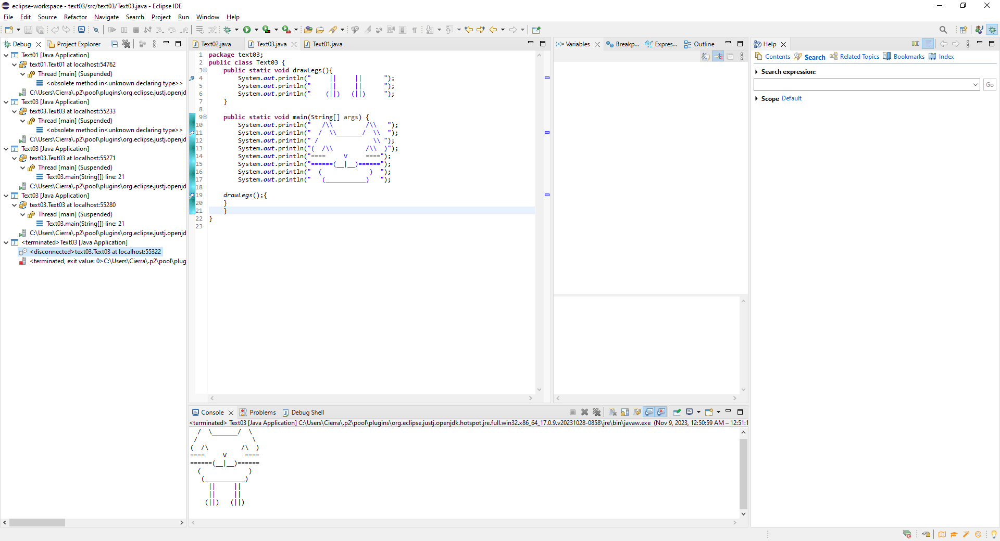 eclipse-workspace - text03/src/text03/Text03.java - Eclipse IDE
File Edit Source Refactor Navigate Search Project Run Window Help
Debug Project Explorer
Text01 [Java Application]
text01.Text01 at localhost:54762
Thread [main] (Suspended)
<obsolete method in<unknown declaring type>>
C:\Users\Cierra\.p2\pool\plugins\org.eclipse.justj.openjd
Text03 [Java Application]
text03.Text03 at localhost:55233
Thread [main] (Suspended)
<obsolete method in<unknown declaring type>>
C:\Users\Cierra\.p2\pool\plugins\org.eclipse.justj.openjd
Text03 [Java Application]
text03.Text03 at localhost:55271
Thread [main] (Suspended)
Text03.main(String[]) line: 21
C:\Users\Cierra\.p2\pool\plugins\org.eclipse.justj.openjd
Text03 [Java Application]
text03.Text03 at localhost:55280
Thread [main] (Suspended)
Text03.main(String[]) line: 21
C:\Users\Cierra\.p2\pool\plugins\org.eclipse.justj.openjd
<terminated>Text03 [Java Application]
<disconnected>text03.Text03 at localhost:55322
<terminated, exit value: 0>C:\Users\Cierra\.p2\pool\plug
Text02.java Text03.java Text01.java
1 package text03;
2 public class Text03 {
3     public static void drawLegs(){
4         System.out.println("     ||     ||      ");
5         System.out.println("     ||     ||      ");
6         System.out.println("    (||)   (||)     ");
7     }
8
9     public static void main(String[] args) {
10         System.out.println("   /\\         /\\   ");
11         System.out.println("  /  \\_______/  \\  ");
12         System.out.println(" /               \\ ");
13         System.out.println("(  /\\         /\\  )");
14         System.out.println("====     V     ====");
15         System.out.println("======(__|__)======");
16         System.out.println("  (             )  ");
17         System.out.println("   (___________)   ");
18
19     drawLegs();{
20     }
21     }
22 }
23
(x)= Variables Breakp... Expres... Outline
Help
Contents Search Related Topics Bookmarks Index
Search expression:
Go
Scope Default
Console Problems Debug Shell
<terminated> Text03 [Java Application] C:\Users\Cierra\.p2\pool\plugins\org.eclipse.justj.openjdk.hotspot.jre.full.win32.x86_64_17.0.9.v20231028-0858\jre\bin\javaw.exe (Nov 9, 2023, 12:50:59 AM – 12:51:1
  /  \_______/  \
 /               \
(  /\         /\  )
====     V     ====
======(__|__)======
  (             )
   (___________)
     ||     ||
     ||     ||
    (||)   (||)